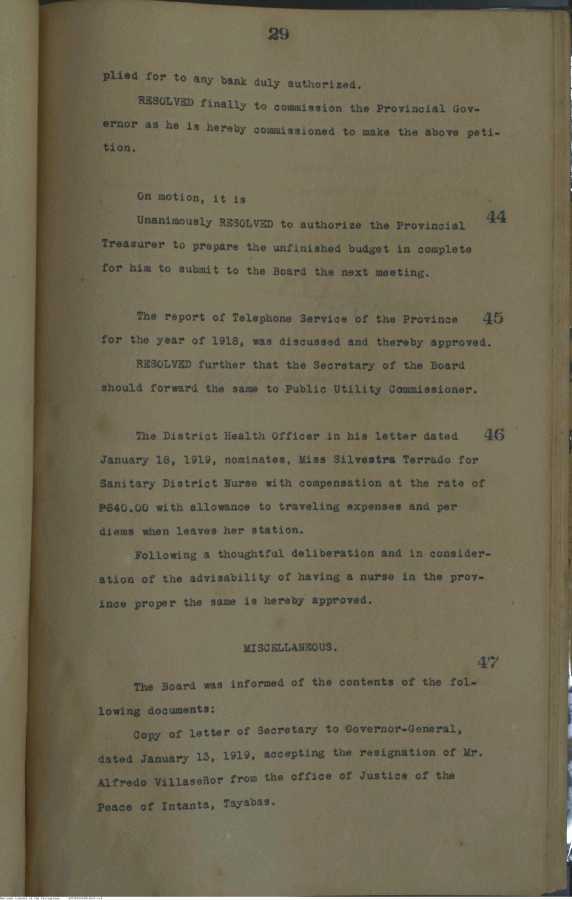 29
plied for to any bank duly authorized.
RESOLVED finally to commission the Provincial Gov-
ernor as he is hereby commissioned to make the above peti-
tion.
On motion, it is
Unanimously RESOLVED to authorize the Provincial 44
Treasurer to prepare the unfinished budget in complete
for him to submit to the Board the next meeting.
The report of Telephone Service of the Province 45
for the year of 1918, was discussed and thereby approved.
RESOLVED further that the Secretary of the Board
should forward the same to Public Utility Commissioner.
The District Health Officer in his letter dated 46
January 18, 1919, nominates, Miss Silvestra Terrado for
Sanitary District Nurse with compensation at the rate of
₱840.00 with allowance to traveling expenses and per
diems when leaves her station.
Following a thoughtful deliberation and in consider-
ation of the advisability of having a nurse in the prov-
ince proper the same is hereby approved.
MISCELLANEOUS.
47
The Board was informed of the contents of the fol-
lowing documents:
Copy of letter of Secretary to Governor-General,
dated January 13, 1919, accepting the resignation of Mr.
Alfredo Villaseñor from the office of Justice of the
Peace of Intanta, Tayabas.
National Library of the Philippines